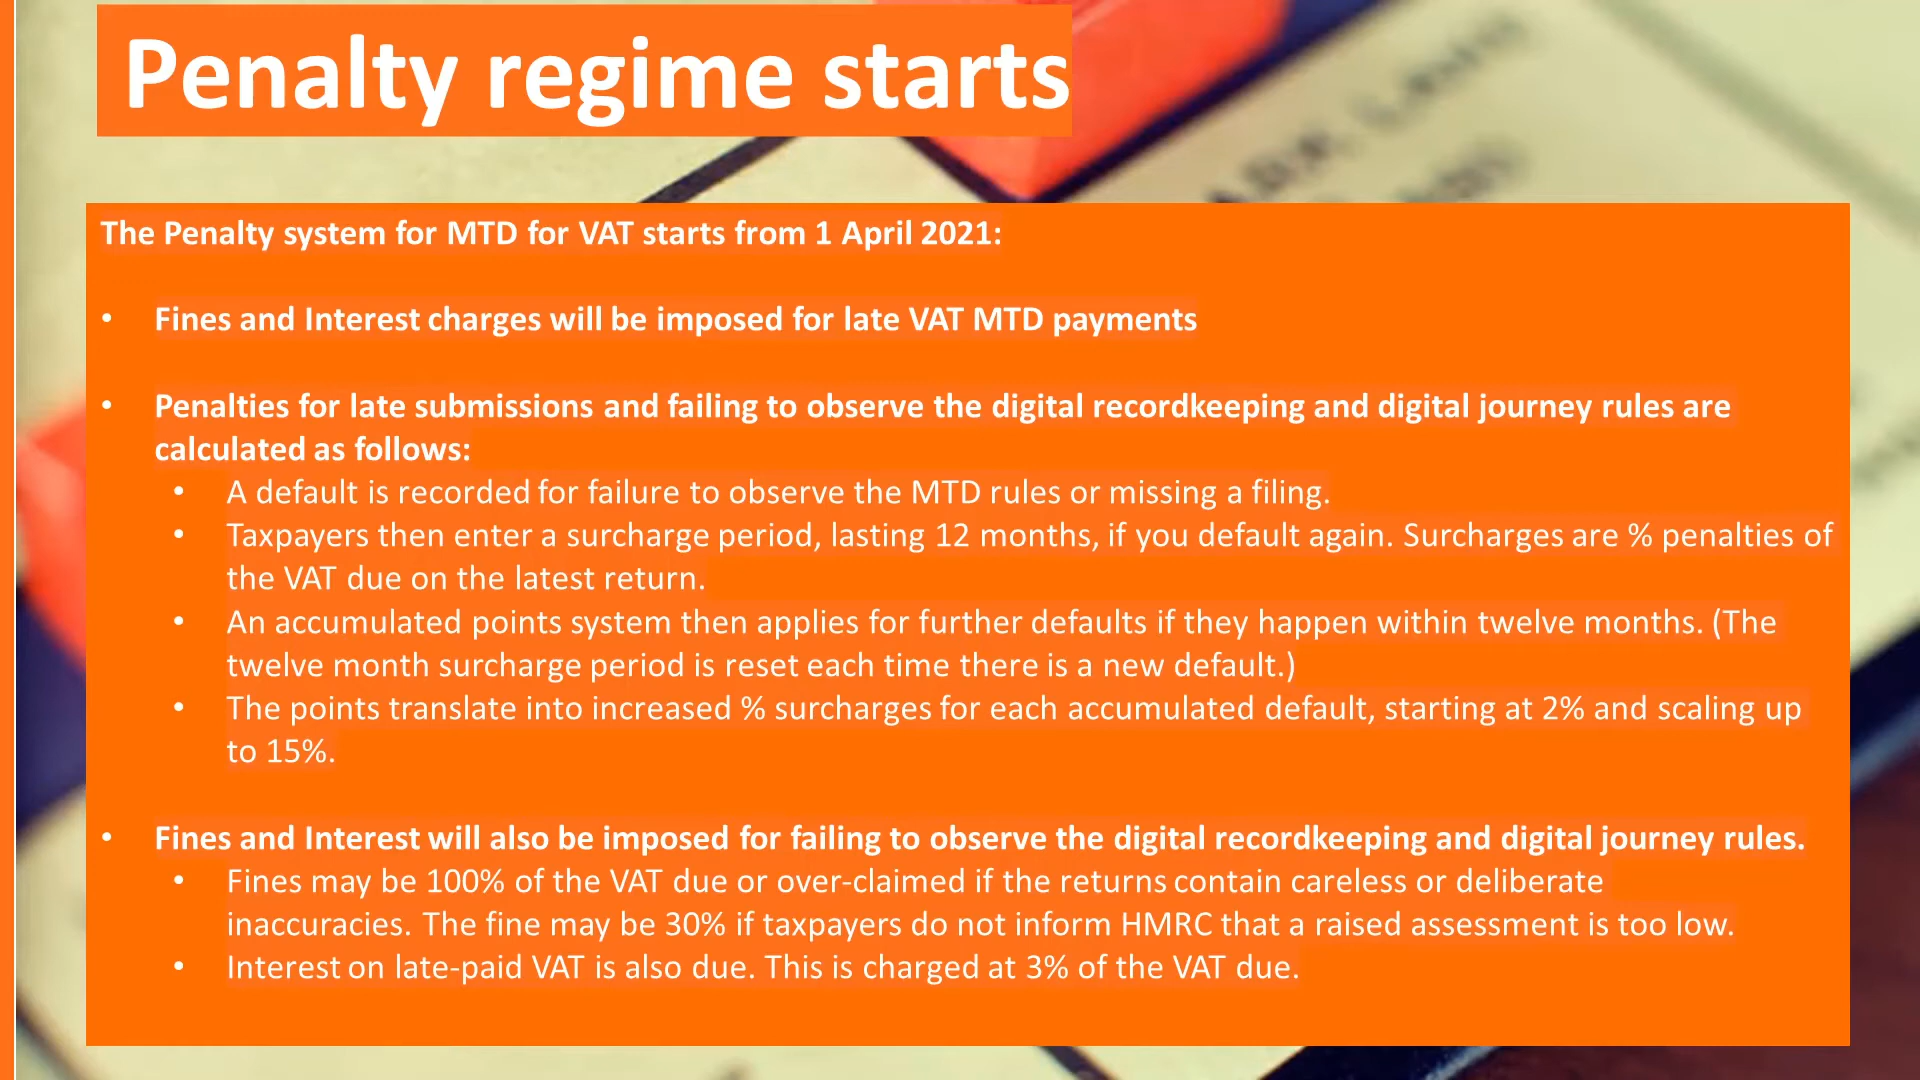 Penalty regime starts
The Penalty system for MTD for VAT starts from 1 April 2021:
• Fines and Interest charges will be imposed for late VAT MTD payments
• Penalties for late submissions and failing to observe the digital recordkeeping and digital journey rules are
calculated as follows:
• A default is recorded for failure to observe the MTD rules or missing a filing.
• Taxpayers then enter a surcharge period, lasting 12 months, if you default again. Surcharges are % penalties of
the VAT due on the latest return.
• An accumulated points system then applies for further defaults if they happen within twelve months. (The
twelve month surcharge period is reset each time there is a new default.)
• The points translate into increased % surcharges for each accumulated default, starting at 2% and scaling up
to 15%.
• Fines and Interest will also be imposed for failing to observe the digital recordkeeping and digital journey rules.
• Fines may be 100% of the VAT due or over-claimed if the returns contain careless or deliberate
inaccuracies. The fine may be 30% if taxpayers do not inform HMRC that a raised assessment is too low.
• Interest on late-paid VAT is also due. This is charged at 3% of the VAT due.